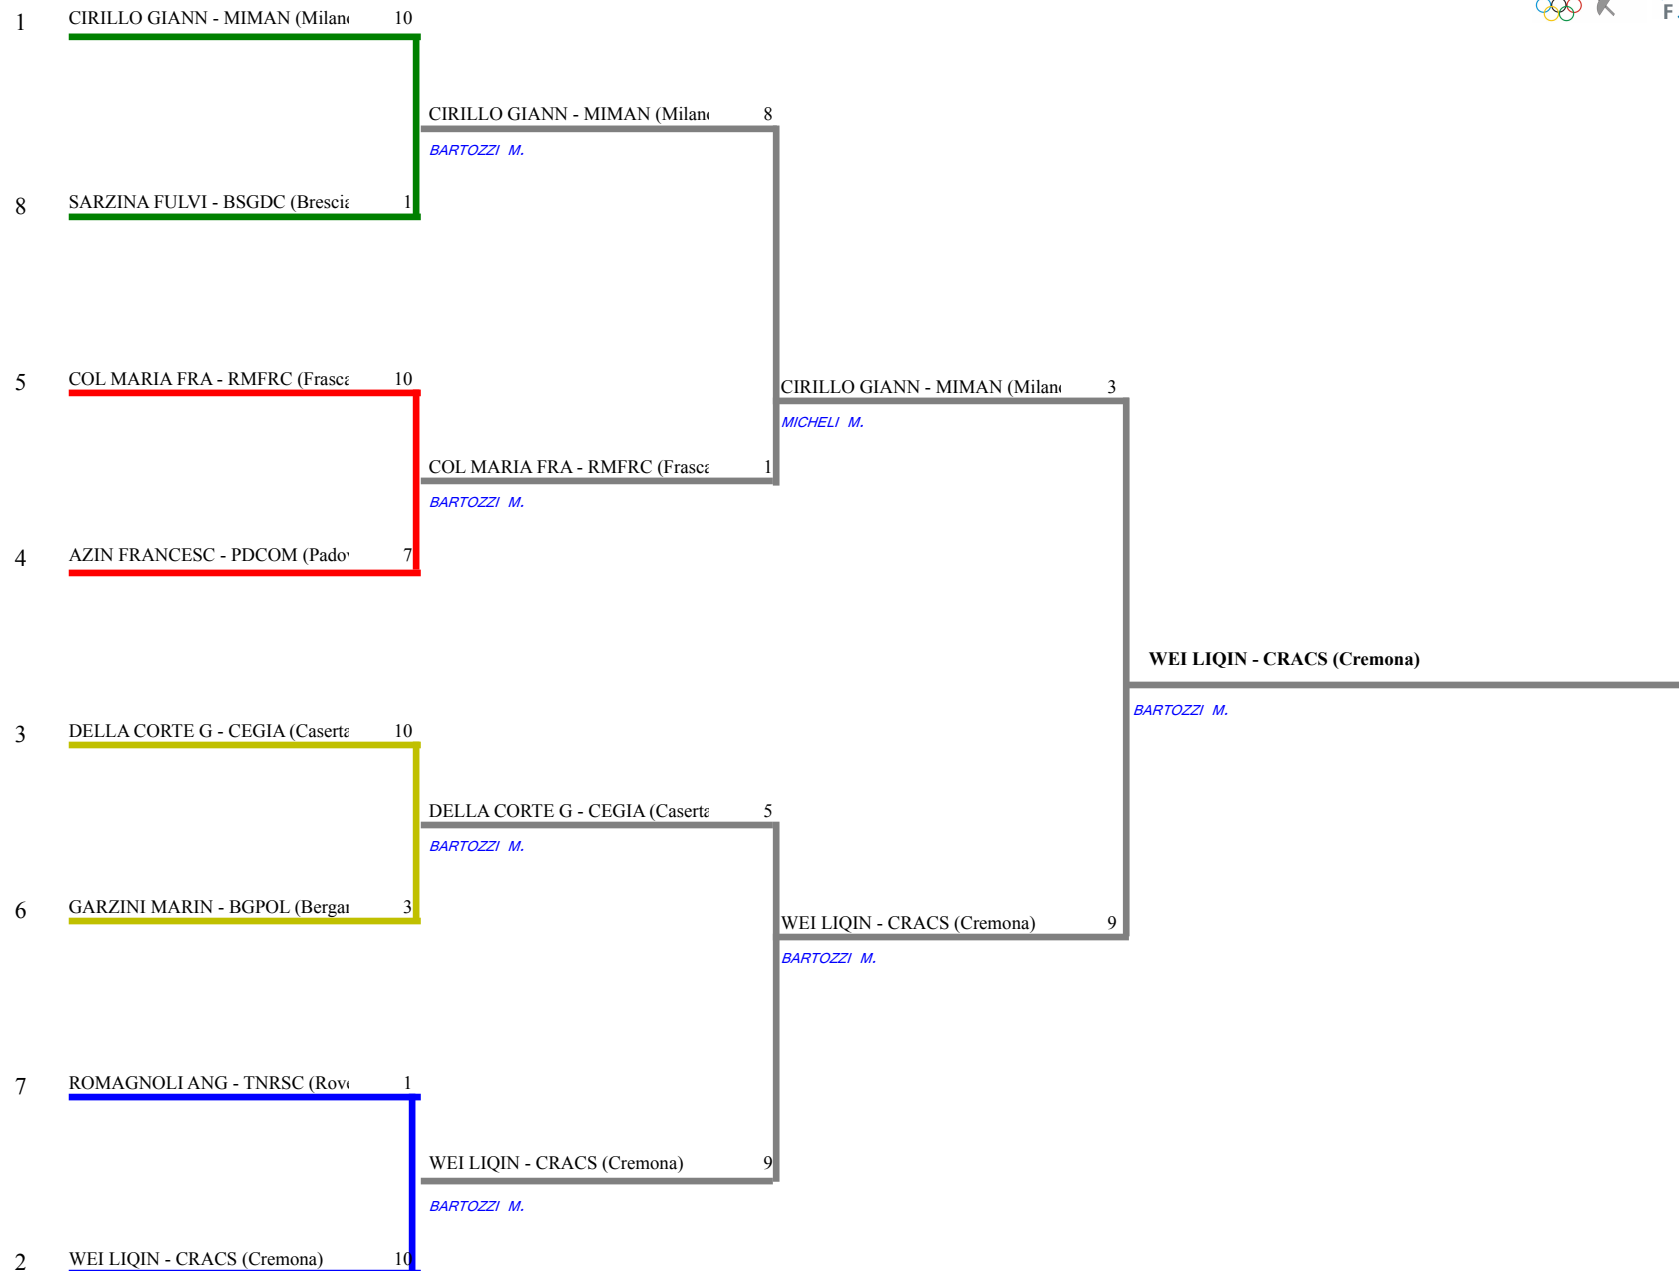 F
1 CIRILLO GIANN - MIMAN (Milan 10
CIRILLO GIANN - MIMAN (Milan 8
BARTOZZI M.
8 SARZINA FULVI - BSGDC (Brescia 1
5 COL MARIA FRA - RMFRC (Frasca 10
CIRILLO GIANN - MIMAN (Milan 3
MICHELI M.
COL MARIA FRA - RMFRC (Frasca 1
BARTOZZI M.
4 AZIN FRANCESC - PDCOM (Pado 7
WEI LIQIN - CRACS (Cremona)
BARTOZZI M.
3 DELLA CORTE G - CEGIA (Caserta 10
DELLA CORTE G - CEGIA (Caserta 5
BARTOZZI M.
6 GARZINI MARIN - BGPOL (Berga 3
WEI LIQIN - CRACS (Cremona) 9
BARTOZZI M.
7 ROMAGNOLI ANG - TNRSC (Rov 1
WEI LIQIN - CRACS (Cremona) 9
BARTOZZI M.
2 WEI LIQIN - CRACS (Cremona) 10